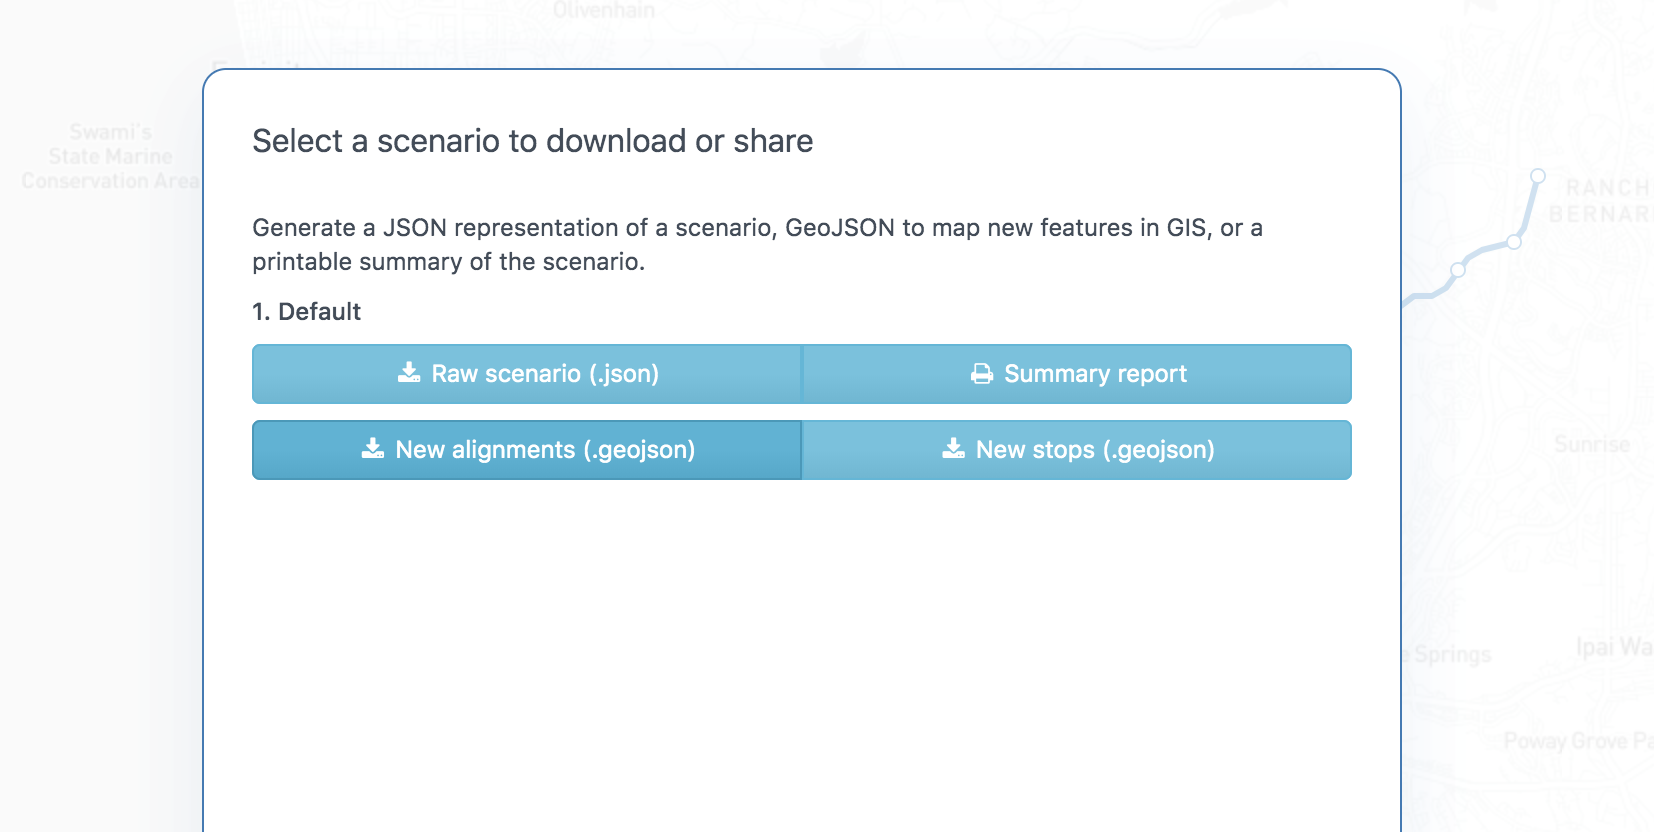 Olivenhain
Swami's
State Marine
Conservation Area
Select a scenario to download or share
Generate a JSON representation of a scenario, GeoJSON to map new features in GIS, or a
printable summary of the scenario.
1. Default
Raw scenario (.json)
Summary report
New alignments (.geojson)
New stops (.geojson)
RANCH
BERNAR
Sunrise
e Springs
Ipai Wa
Poway Grove Pa